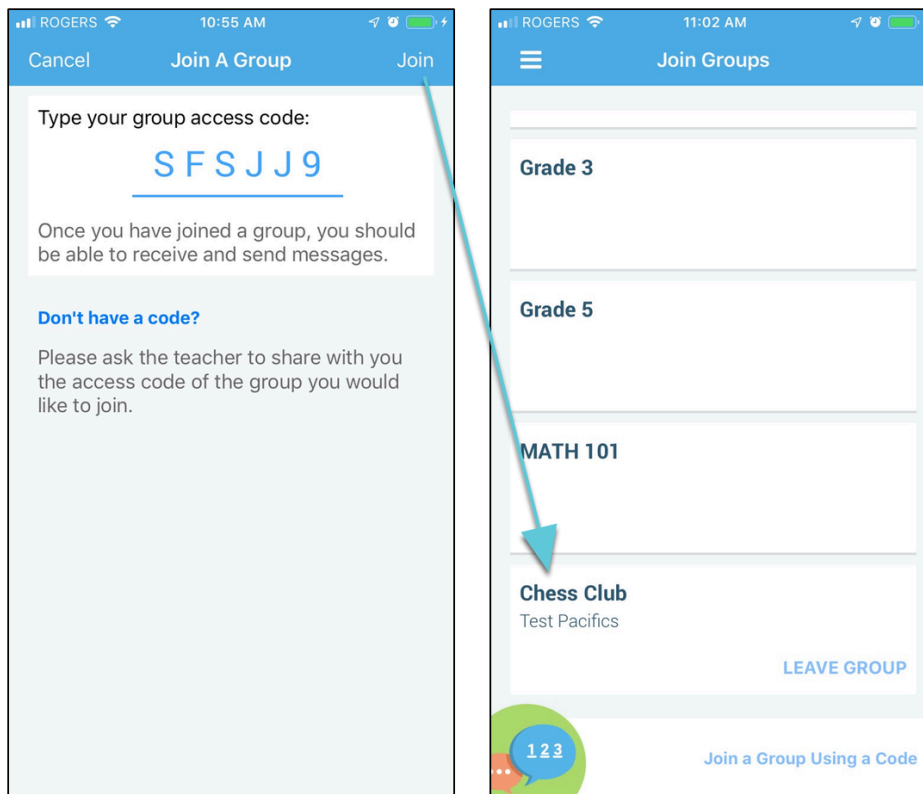 ROGERS 10:55 AM
Cancel Join A Group Join
Type your group access code:
SFSJJ9
Once you have joined a group, you should
be able to receive and send messages.
Don't have a code?
Please ask the teacher to share with you
the access code of the group you would
like to join.
ROGERS 11:02 AM
Join Groups
Grade 3
Grade 5
MATH 101
Chess Club
Test Pacifics
LEAVE GROUP
123
Join a Group Using a Code